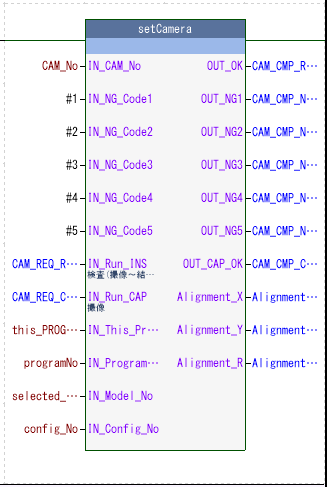 setCamera
CAM_No IN_CAM_No OUT_OK CAM_CMP_R…
#1 IN_NG_Code1 OUT_NG1 CAM_CMP_N…
#2 IN_NG_Code2 OUT_NG2 CAM_CMP_N…
#3 IN_NG_Code3 OUT_NG3 CAM_CMP_N…
#4 IN_NG_Code4 OUT_NG4 CAM_CMP_N…
#5 IN_NG_Code5 OUT_NG5 CAM_CMP_N…
CAM_REQ_R… IN_Run_INS OUT_CAP_OK CAM_CMP_C…
検査(撮像～結…
CAM_REQ_C… IN_Run_CAP Alignment_X Alignment…
撮像
this_PROG… IN_This_Pr… Alignment_Y Alignment…
programNo IN_Program… Alignment_R Alignment…
selected_… IN_Model_No
config_No IN_Config_No